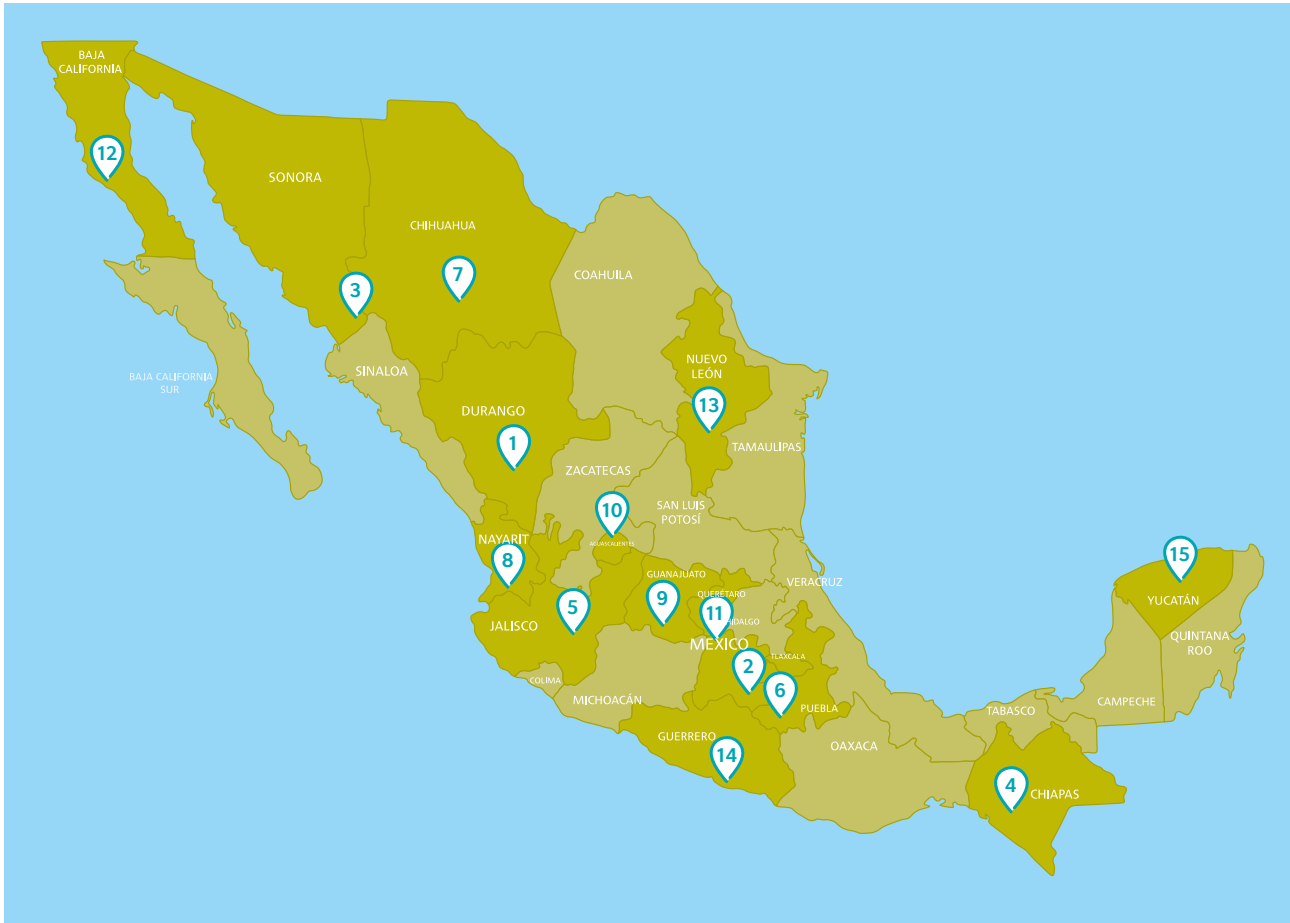 BAJA
CALIFORNIA
12
SONORA
CHIHUAHUA
7
3
COAHUILA
SINALOA
BAJA CALIFORNIA
SUR
NUEVO
LEÓN
13
DURANGO
1
TAMAULIPAS
ZACATECAS
10
SAN LUIS
POTOSÍ
NAYARIT
AGUASCALIENTES
8
15
GUANAJUATO
VERACRUZ
QUERÉTARO
9
11
HIDALGO
YUCATÁN
5
JALISCO
MÉXICO
QUINTANA
ROO
TLAXCALA
2
COLIMA
6
MICHOACÁN
PUEBLA
CAMPECHE
TABASCO
GUERRERO
14
OAXACA
4
CHIAPAS